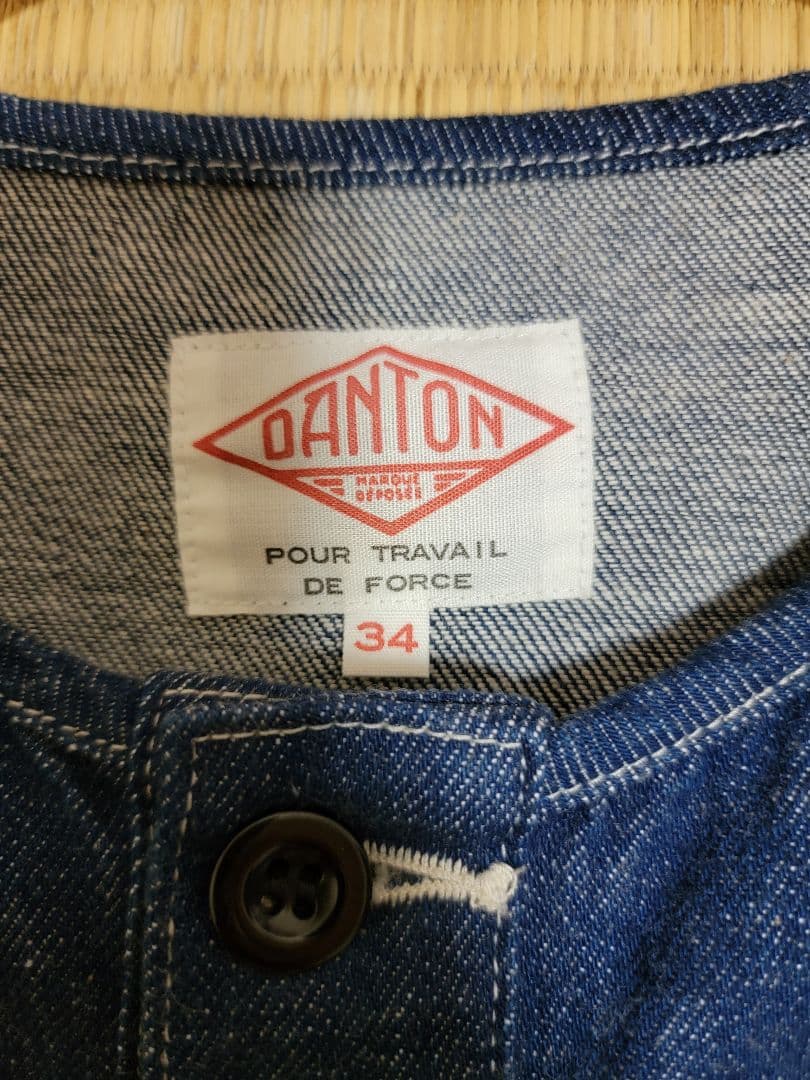 DANTON
MARQUE
DÉPOSÉE
POUR TRAVAIL
DE FORCE
34